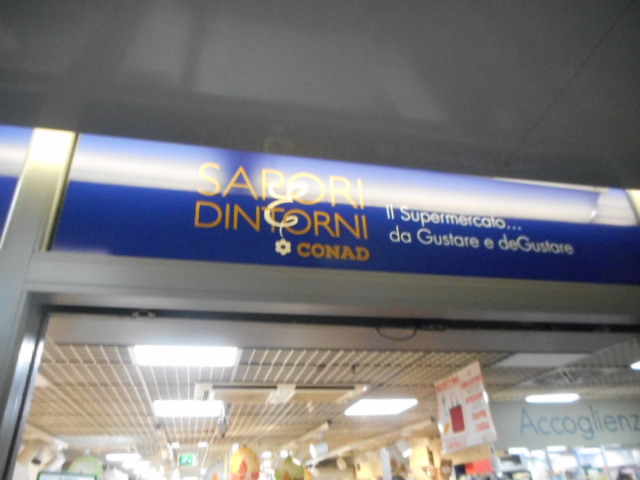 SAPORI
E
DINTORNI
CONAD
Il Supermercato...
da Gustare e deGustare
Accoglienz